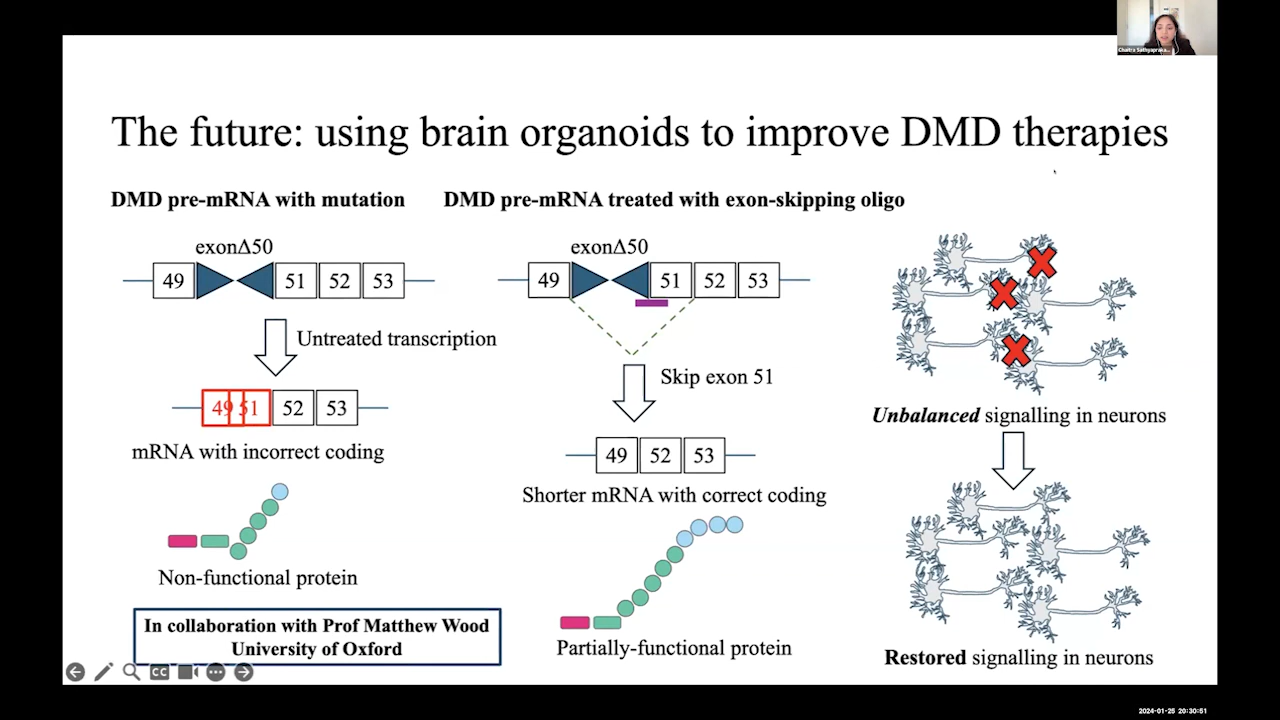 Chaitra Sathyapraka...
The future: using brain organoids to improve DMD therapies
DMD pre-mRNA with mutation
exonΔ50
49 51 52 53
Untreated transcription
49 51 52 53
mRNA with incorrect coding
Non-functional protein
In collaboration with Prof Matthew Wood
University of Oxford
DMD pre-mRNA treated with exon-skipping oligo
exonΔ50
49 51 52 53
Skip exon 51
49 52 53
Shorter mRNA with correct coding
Partially-functional protein
Unbalanced signalling in neurons
Restored signalling in neurons
CC
2024-01-25 20:30:51